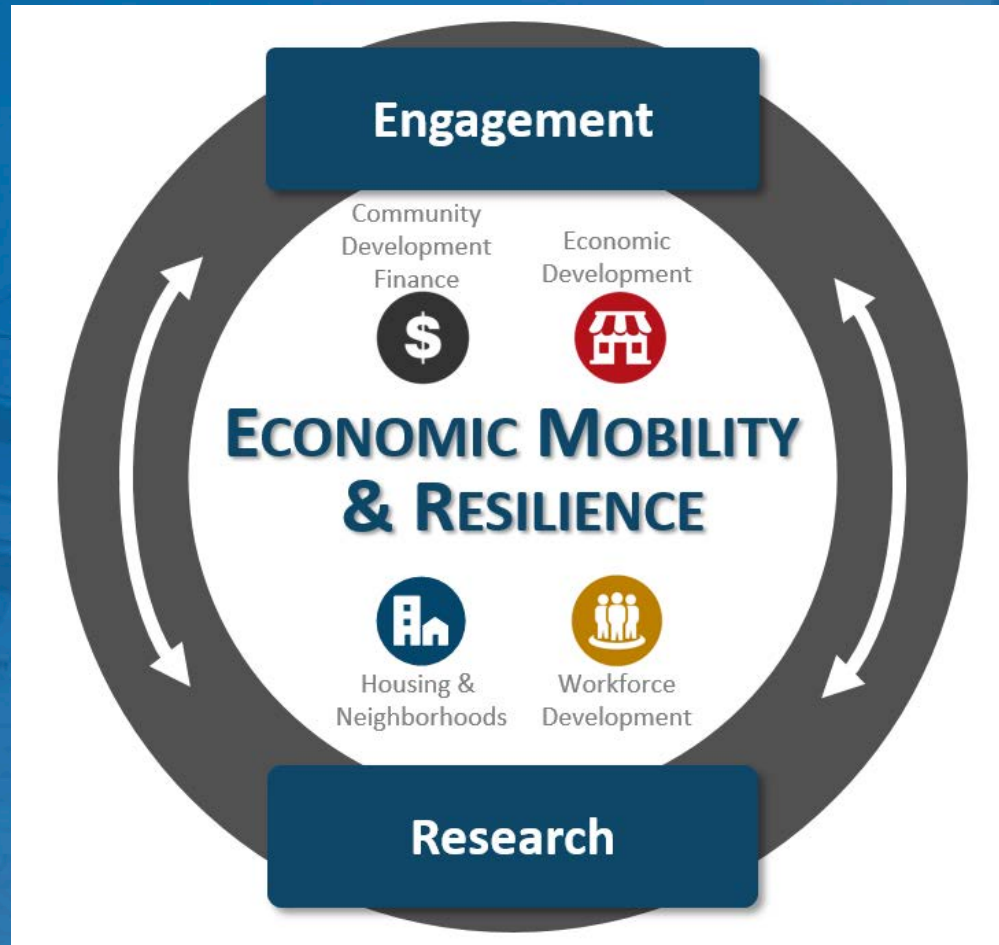 Engagement
Community
Development
Finance
Economic
Development
$
ECONOMIC MOBILITY
& RESILIENCE
Housing &
Neighborhoods
Workforce
Development
Research